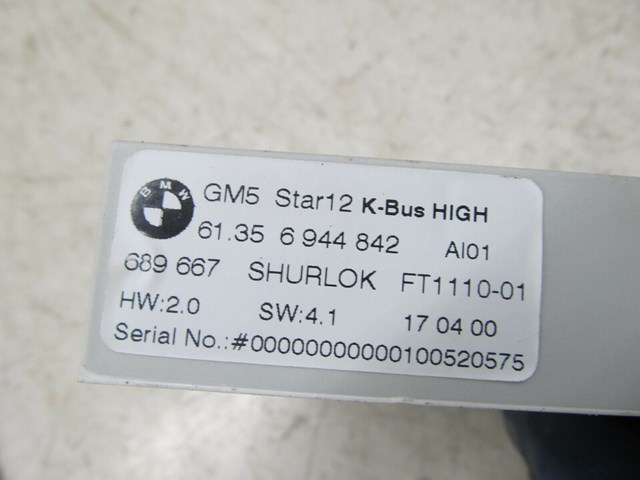 BMW
GM5 Star12 K-Bus HIGH
61.35 6 944 842 AI01
689 667 SHURLOK FT1110-01
HW:2.0 SW:4.1 17 04 00
Serial No.:#00000000000100520575